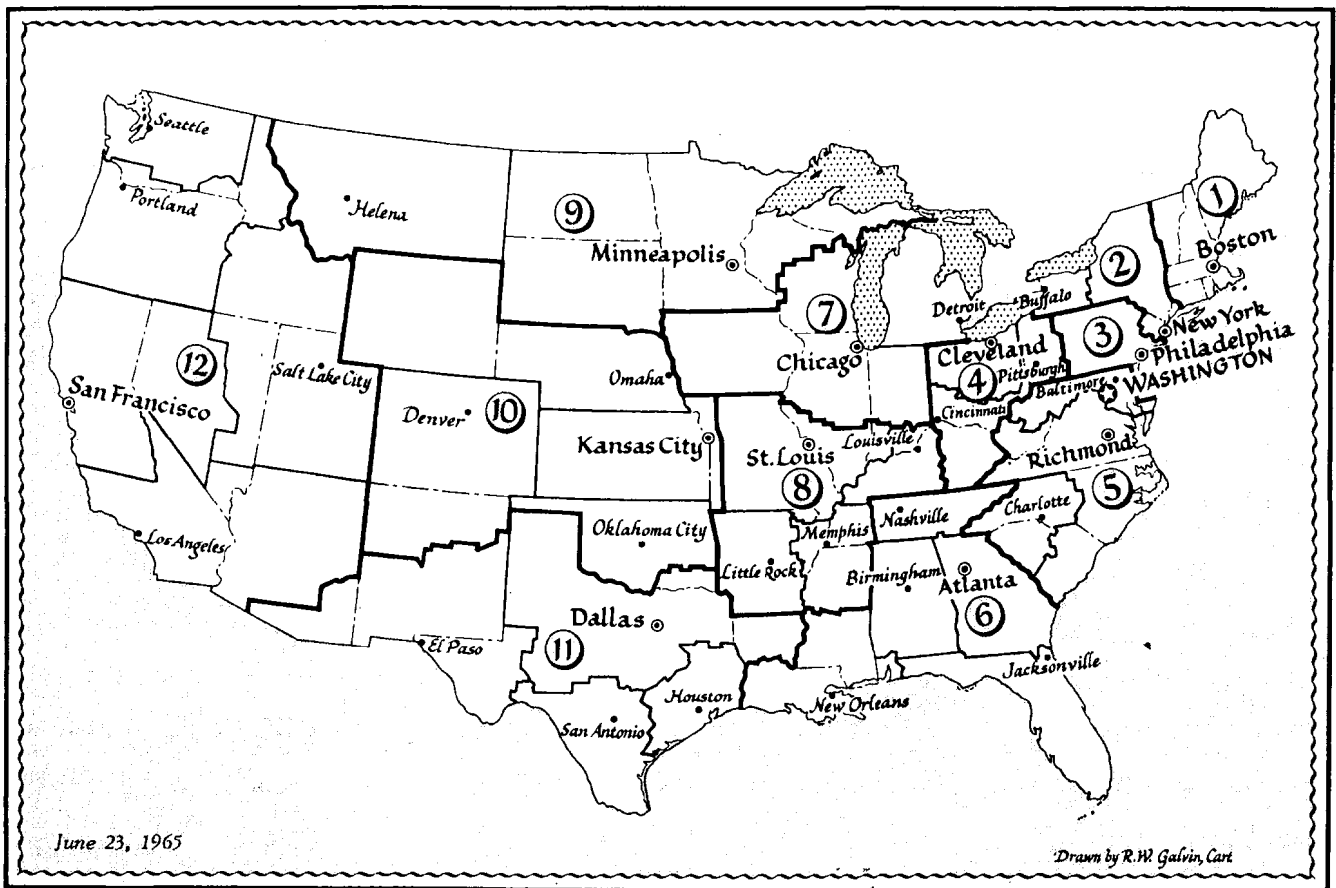 Seattle
Portland
Helena
9
Minneapolis
1
Boston
2
Detroit
Buffalo
7
3
New York
Philadelphia
Chicago
Cleveland
Pittsburgh
WASHINGTON
Baltimore
4
Cincinnati
12
Salt Lake City
Omaha
San Francisco
Denver
10
Kansas City
St. Louis
Louisville
Richmond
8
5
Oklahoma City
Memphis
Nashville
Charlotte
Los Angeles
Little Rock
Birmingham
Atlanta
6
Dallas
11
El Paso
Jacksonville
Houston
New Orleans
San Antonio
June 23, 1965
Drawn by R.W. Galvin, Cart.